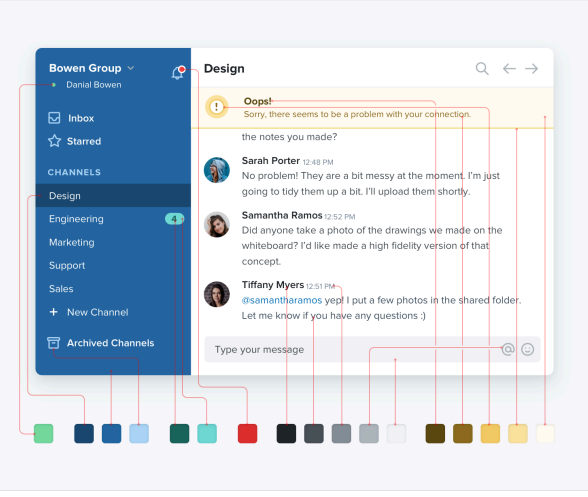 Bowen Group
Danial Bowen
Inbox
Starred
CHANNELS
Design
Engineering
4
Marketing
Support
Sales
+ New Channel
Archived Channels
Design
!
Oops!
Sorry, there seems to be a problem with your connection.
the notes you made?
Sarah Porter 12:48 PM
No problem! They are a bit messy at the moment. I'm just
going to tidy them up a bit. I'll upload them shortly.
Samantha Ramos 12:52 PM
Did anyone take a photo of the drawings we made on the
whiteboard? I'd like made a high fidelity version of that
concept.
Tiffany Myers 12:51 PM
@samantharamos yep! I put a few photos in the shared folder.
Let me know if you have any questions :)
Type your message
@